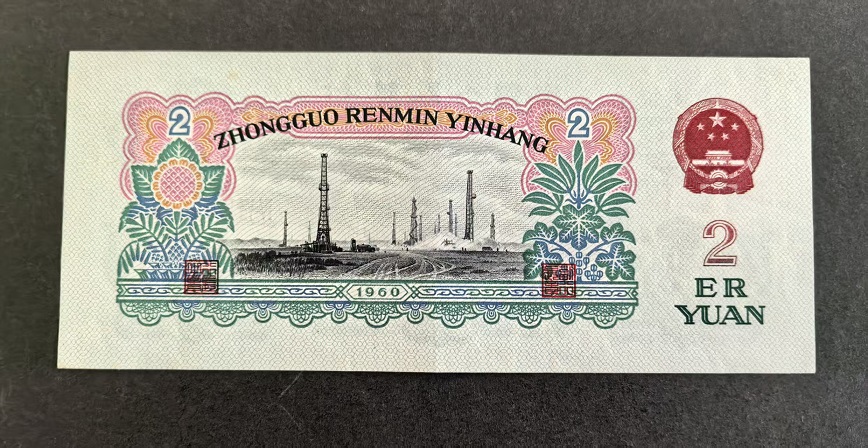 2
2
ZHONGGUO RENMIN YINHANG
1960
2
ER
YUAN